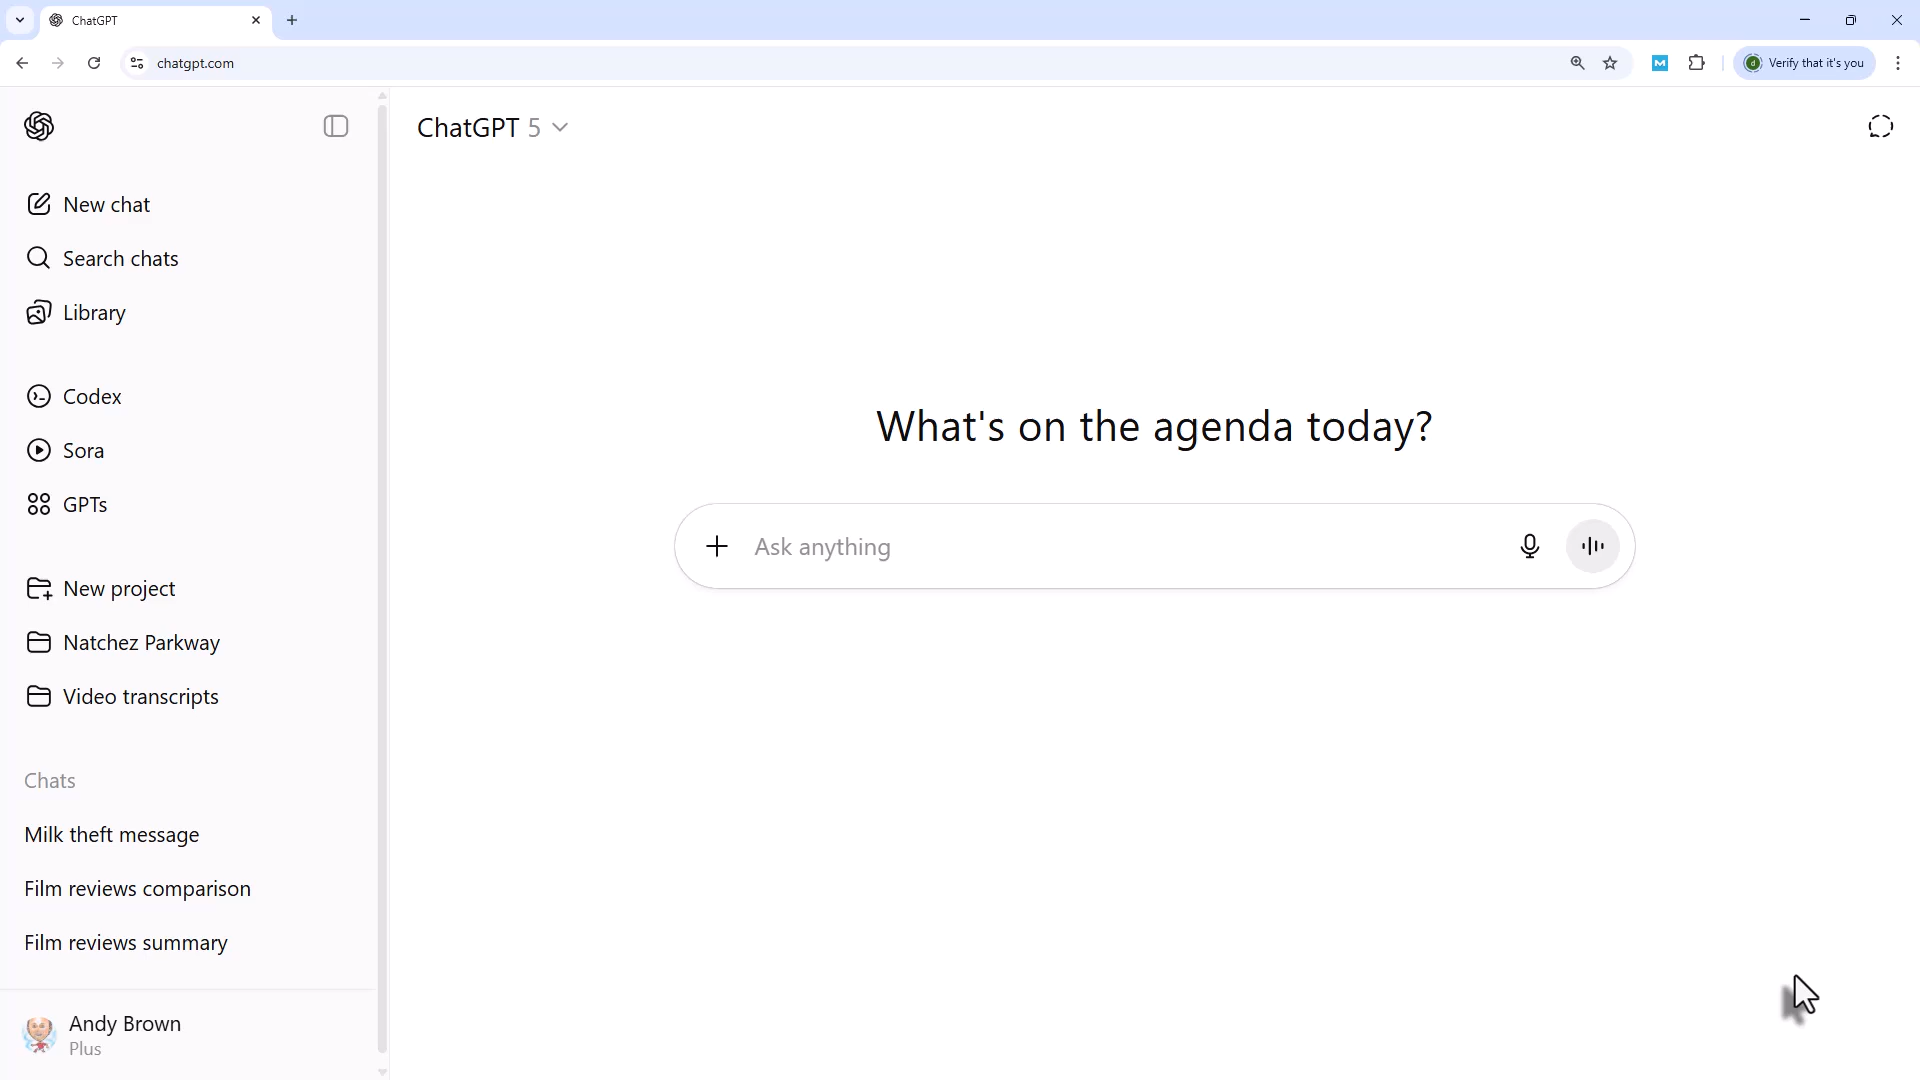 ChatGPT
chatgpt.com
Verify that it's you
ChatGPT 5
New chat
Search chats
Library
Codex
Sora
GPTs
New project
Natchez Parkway
Video transcripts
Chats
Milk theft message
Film reviews comparison
Film reviews summary
Andy Brown
Plus
What's on the agenda today?
Ask anything